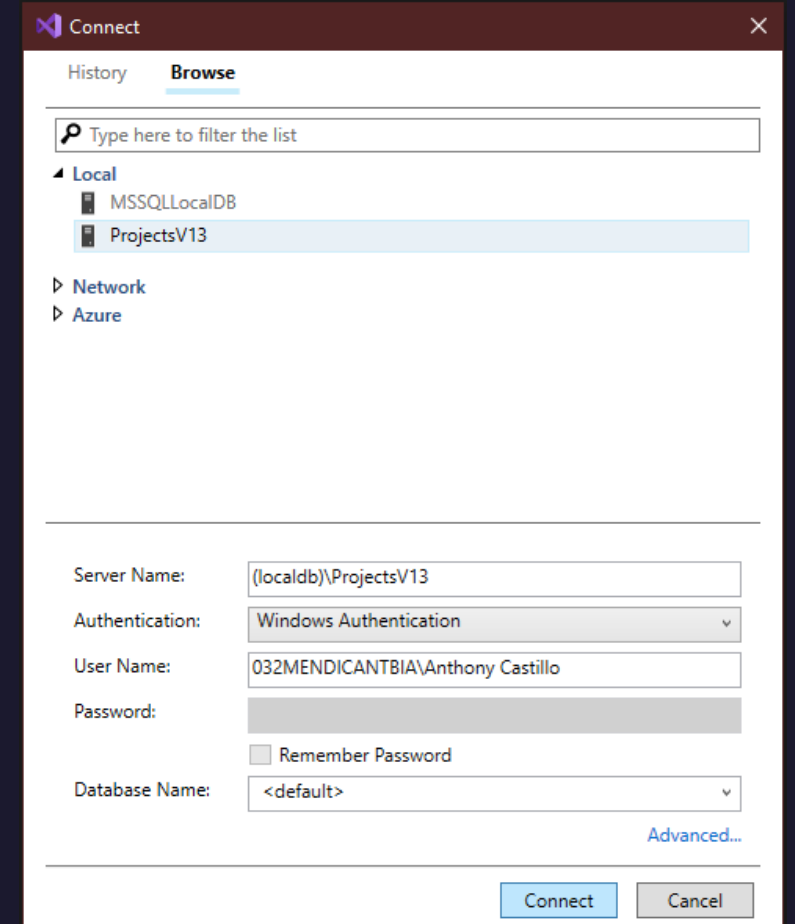 Connect
History Browse
Type here to filter the list
Local
MSSQLLocalDB
ProjectsV13
Network
Azure
Server Name: (localdb)\ProjectsV13
Authentication: Windows Authentication
User Name: 032MENDICANTBIA\Anthony Castillo
Password:
Remember Password
Database Name: <default>
Advanced...
Connect Cancel